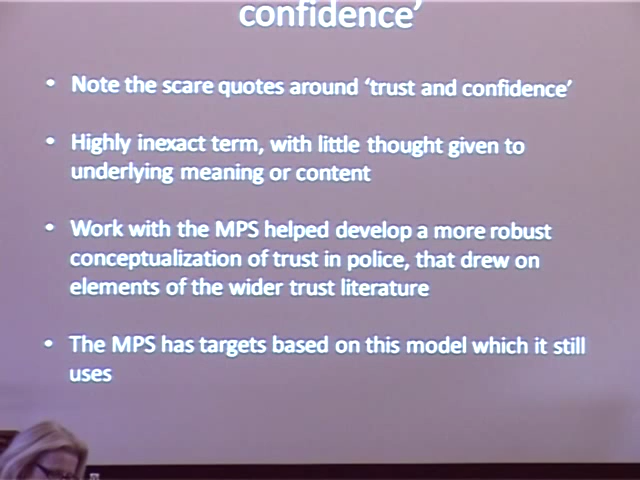 confidence’
• Note the scare quotes around ‘trust and confidence’
• Highly inexact term, with little thought given to
underlying meaning or content
• Work with the MPS helped develop a more robust
conceptualization of trust in police, that drew on
elements of the wider trust literature
• The MPS has targets based on this model which it still
uses